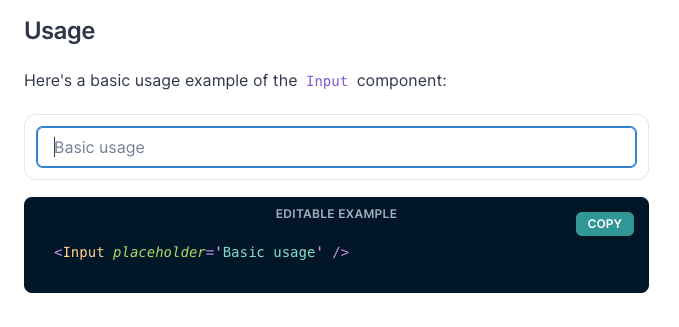 Usage
Here's a basic usage example of the Input component:
Basic usage
EDITABLE EXAMPLE
COPY
<Input placeholder='Basic usage' />